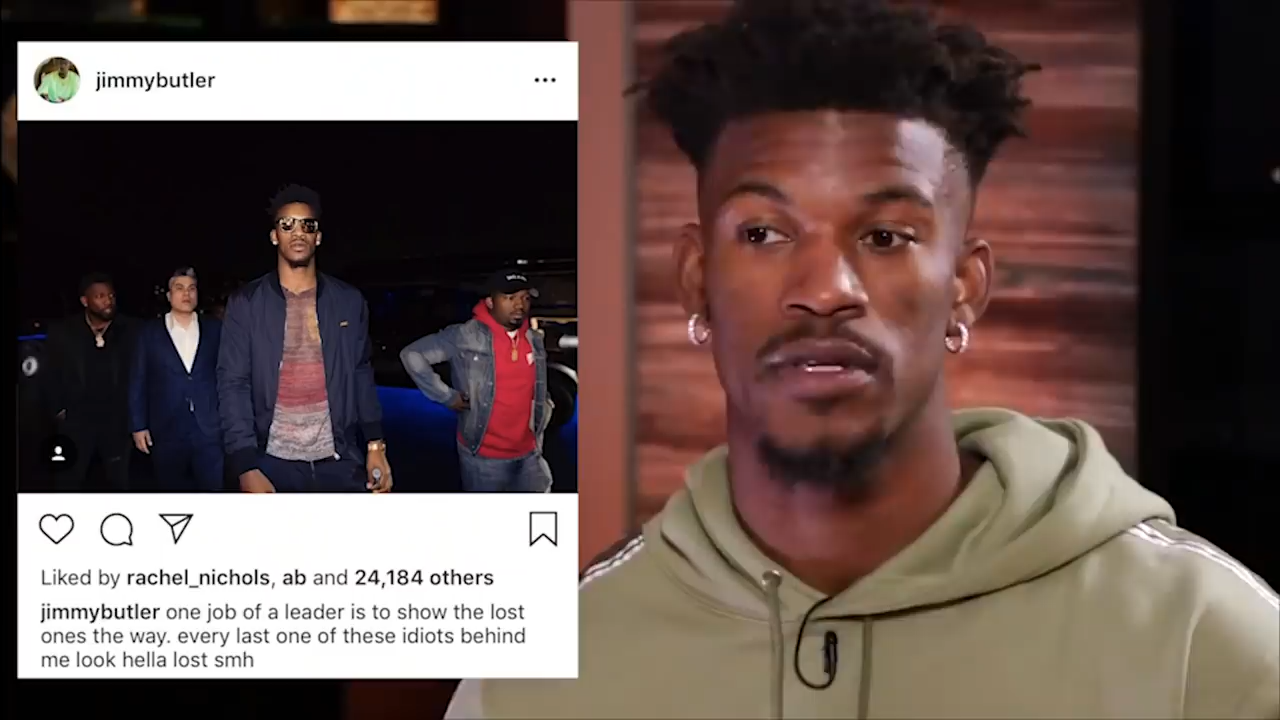 jimmybutler
Liked by rachel_nichols, ab and 24,184 others
jimmybutler one job of a leader is to show the lost
ones the way. every last one of these idiots behind
me look hella lost smh